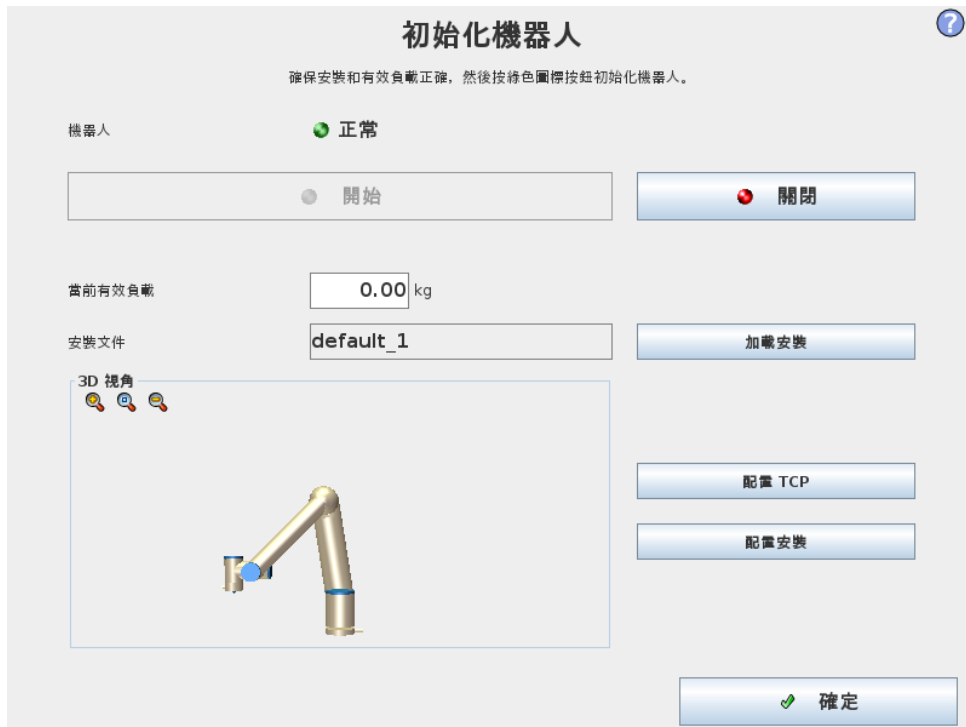 初始化機器人
?
確保安裝和有效負載正確，然後按綠色圖標按鈕初始化機器人。
機器人
正常
開始
關閉
當前有效負載
0.00 kg
安裝文件
default_1
加載安裝
3D 視角
配置 TCP
配置安裝
確定